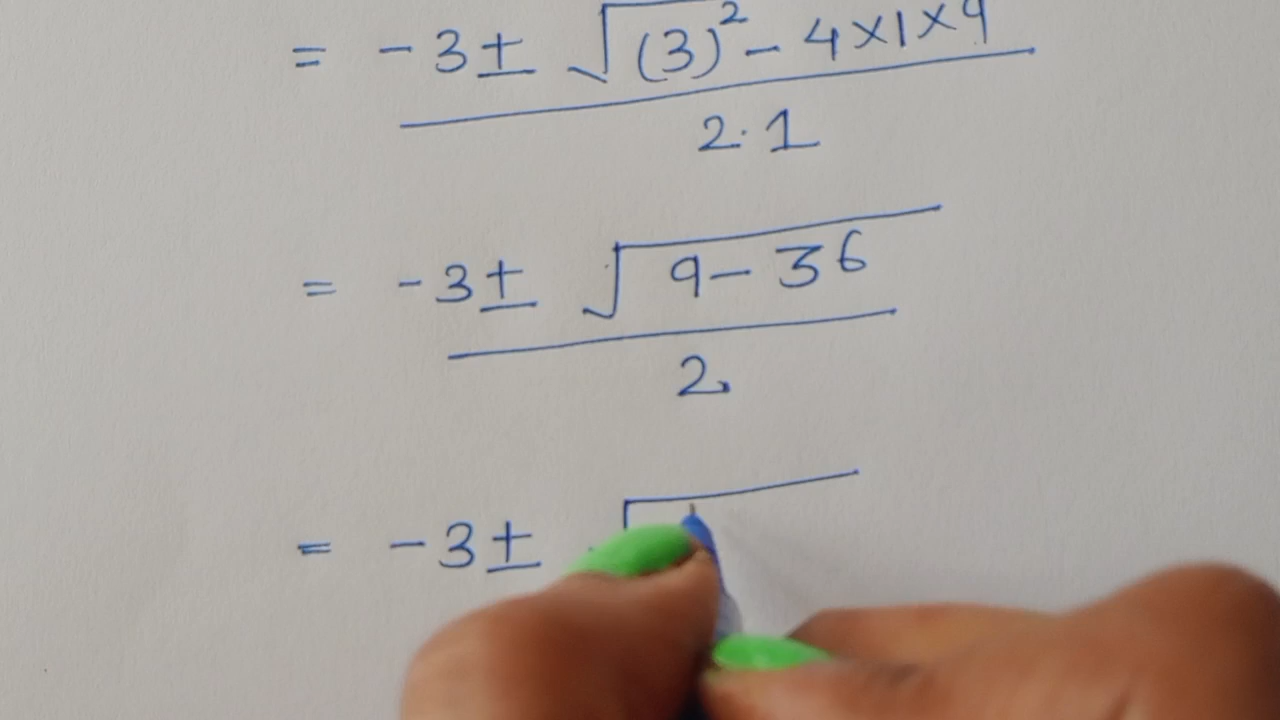 = -3 ± √(3)² - 4×1×9
2·1
= -3 ± √9 - 36
2
= -3 ± √